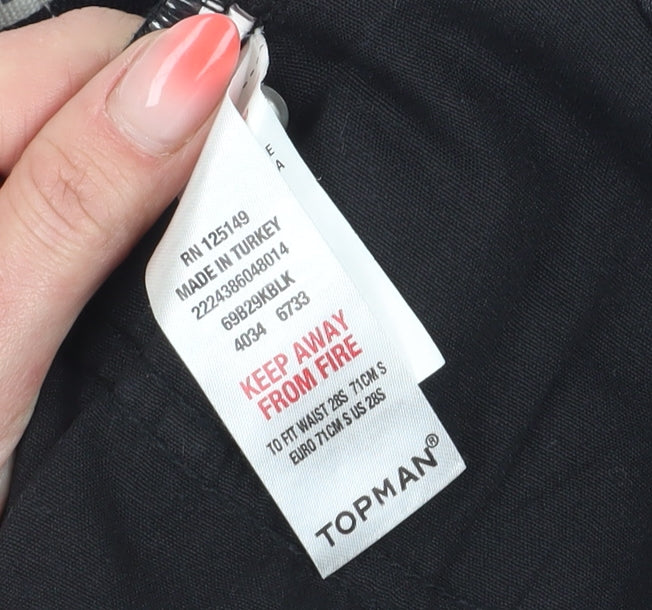 E
A
RN 125149
MADE IN TURKEY
2224386048014
69B29KBLK
4034 6733
KEEP AWAY
FROM FIRE
TO FIT WAIST 28S 71CM S
EURO 71CM S US 28S
TOPMAN®